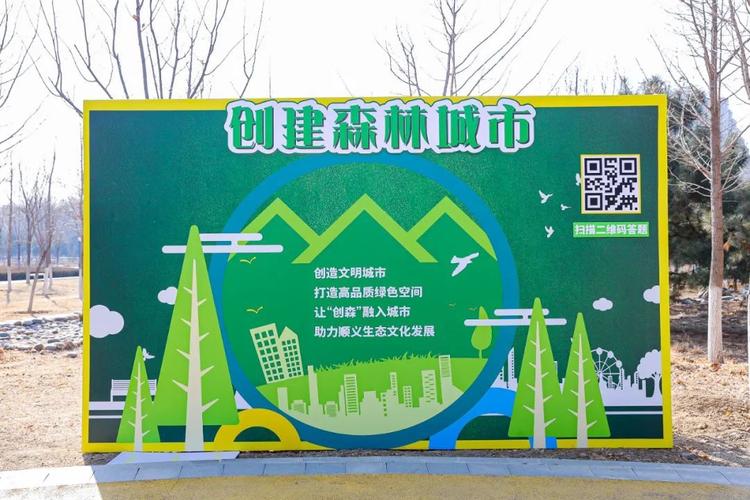 创建森林城市
扫描二维码答题
创造文明城市
打造高品质绿色空间
让“创森”融入城市
助力顺义生态文化发展